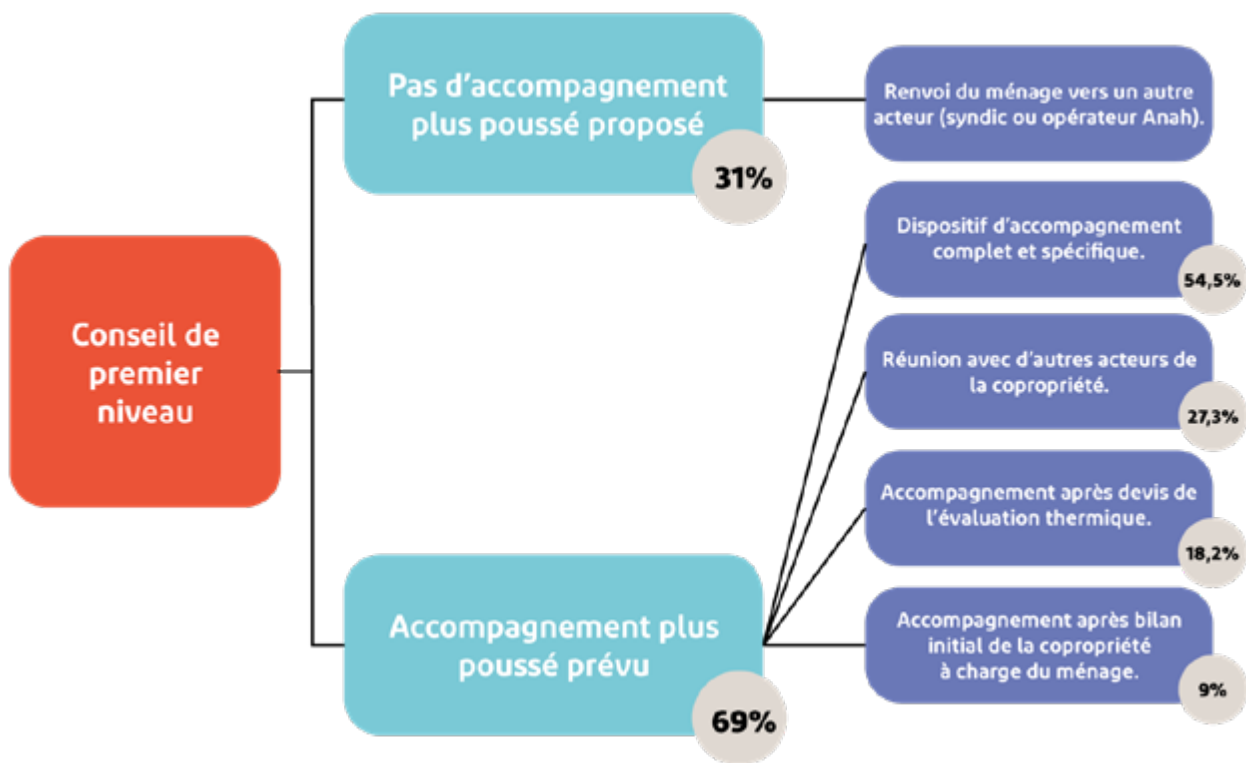 Conseil de
premier
niveau
Pas d'accompagnement
plus poussé proposé
31%
Renvoi du ménage vers un autre
acteur (syndic ou opérateur Anah).
Accompagnement plus
poussé prévu
69%
Dispositif d'accompagnement
complet et spécifique.
54,5%
Réunion avec d'autres acteurs de
la copropriété.
27,3%
Accompagnement après devis de
l'évaluation thermique.
18,2%
Accompagnement après bilan
initial de la copropriété
à charge du ménage.
9%